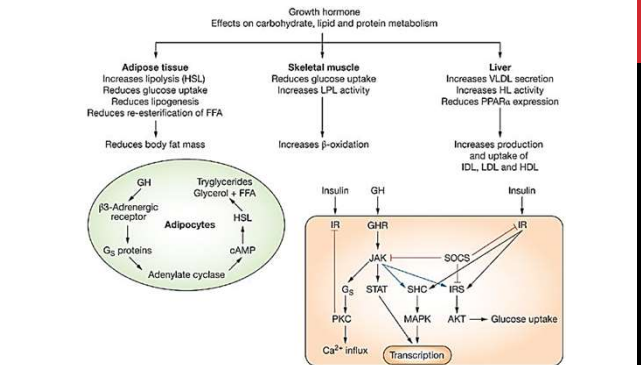 Growth hormone
Effects on carbohydrate, lipid and protein metabolism
Adipose tissue
Increases lipolysis (HSL)
Reduces glucose uptake
Reduces lipogenesis
Reduces re-esterification of FFA
Reduces body fat mass
Skeletal muscle
Reduces glucose uptake
Increases LPL activity
Increases β-oxidation
Liver
Increases VLDL secretion
Increases HL activity
Reduces PPARα expression
Increases production
and uptake of
IDL, LDL and HDL
GH
β3-Adrenergic
receptor
Gs proteins
Adenylate cyclase
cAMP
HSL
Tryglycerides
Glycerol + FFA
Adipocytes
Insulin GH Insulin
IR GHR IR
JAK SOCS
Gs STAT SHC IRS
PKC MAPK AKT Glucose uptake
Ca2+ influx Transcription